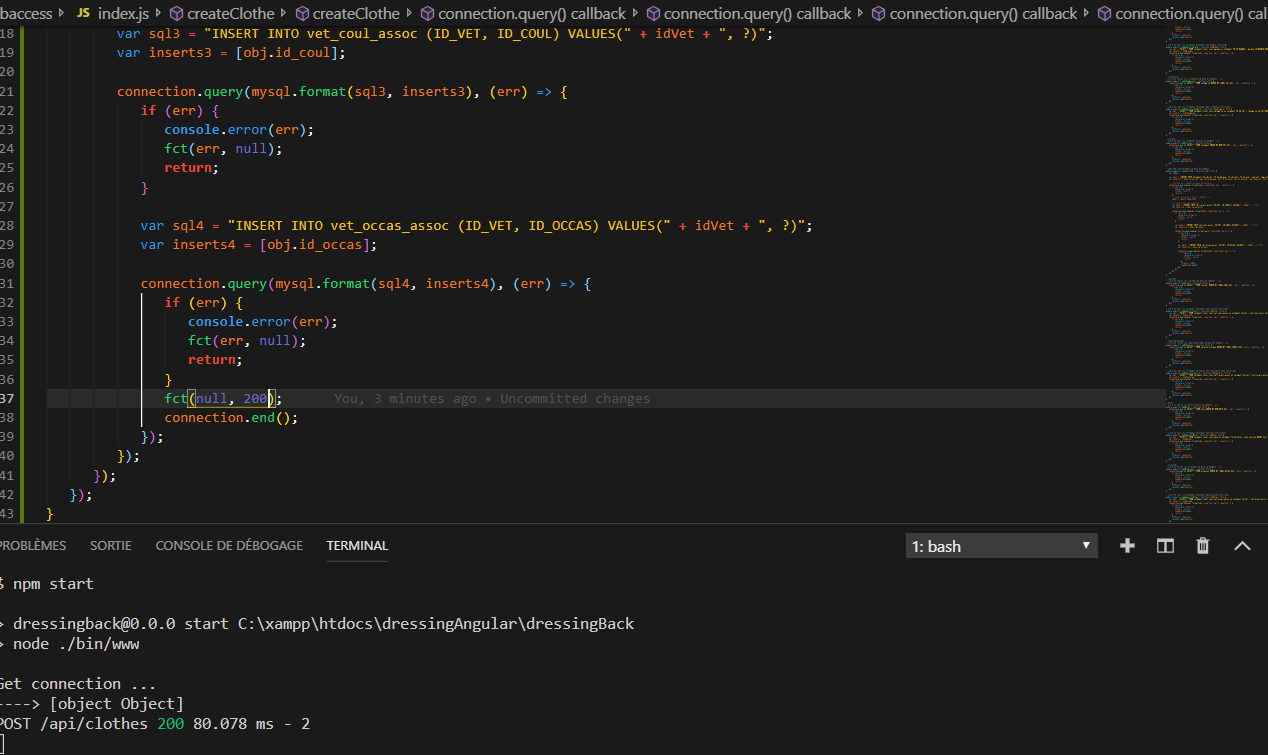 baccess > JS index.js > createClothe > createClothe > connection.query() callback > connection.query() callback > connection.query() callback > connection.query() cal
18 var sql3 = "INSERT INTO vet_coul_assoc (ID_VET, ID_COUL) VALUES(" + idVet + ", ?)";
19 var inserts3 = [obj.id_coul];
20
21 connection.query(mysql.format(sql3, inserts3), (err) => {
22 if (err) {
23 console.error(err);
24 fct(err, null);
25 return;
26 }
27
28 var sql4 = "INSERT INTO vet_occas_assoc (ID_VET, ID_OCCAS) VALUES(" + idVet + ", ?)";
29 var inserts4 = [obj.id_occas];
30
31 connection.query(mysql.format(sql4, inserts4), (err) => {
32 if (err) {
33 console.error(err);
34 fct(err, null);
35 return;
36 }
37 fct(null, 200); You, 3 minutes ago • Uncommitted changes
38 connection.end();
39 });
40 });
41 });
42 });
43 }
PROBLÈMES SORTIE CONSOLE DE DÉBOGAGE TERMINAL 1: bash
$ npm start
> dressingback@0.0.0 start C:\xampp\htdocs\dressingAngular\dressingBack
> node ./bin/www
Get connection ...
----> [object Object]
POST /api/clothes 200 80.078 ms - 2